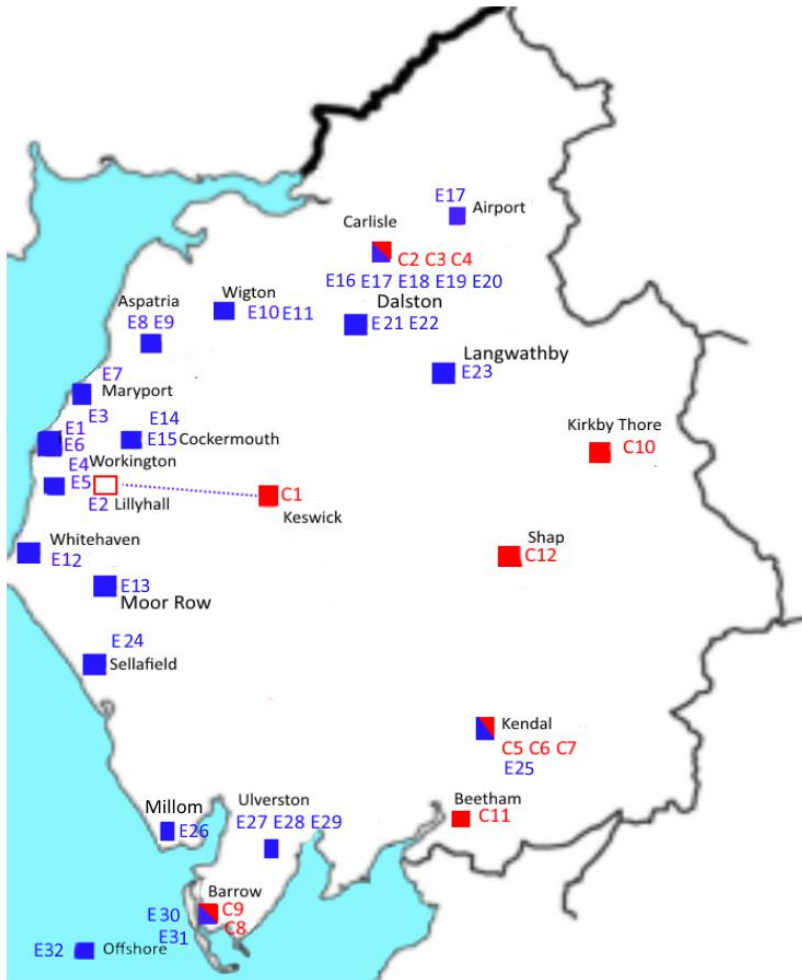 E17
Airport
Carlisle
C2 C3 C4
E16 E17 E18 E19 E20
Wigton
E10 E11
Dalston
E21 E22
Aspatria
E8 E9
Langwathby
E23
E7
Maryport
E3
E1
E6
E14
E15 Cockermouth
Kirkby Thore
C10
E4
Workington
E5
E2 Lillyhall
C1
Keswick
Whitehaven
E12
Shap
C12
E13
Moor Row
E24
Sellafield
Kendal
C5 C6 C7
E25
Millom
E26
Ulverston
E27 E28 E29
Beetham
C11
Barrow
E30
C9
C8
E31
E32
Offshore